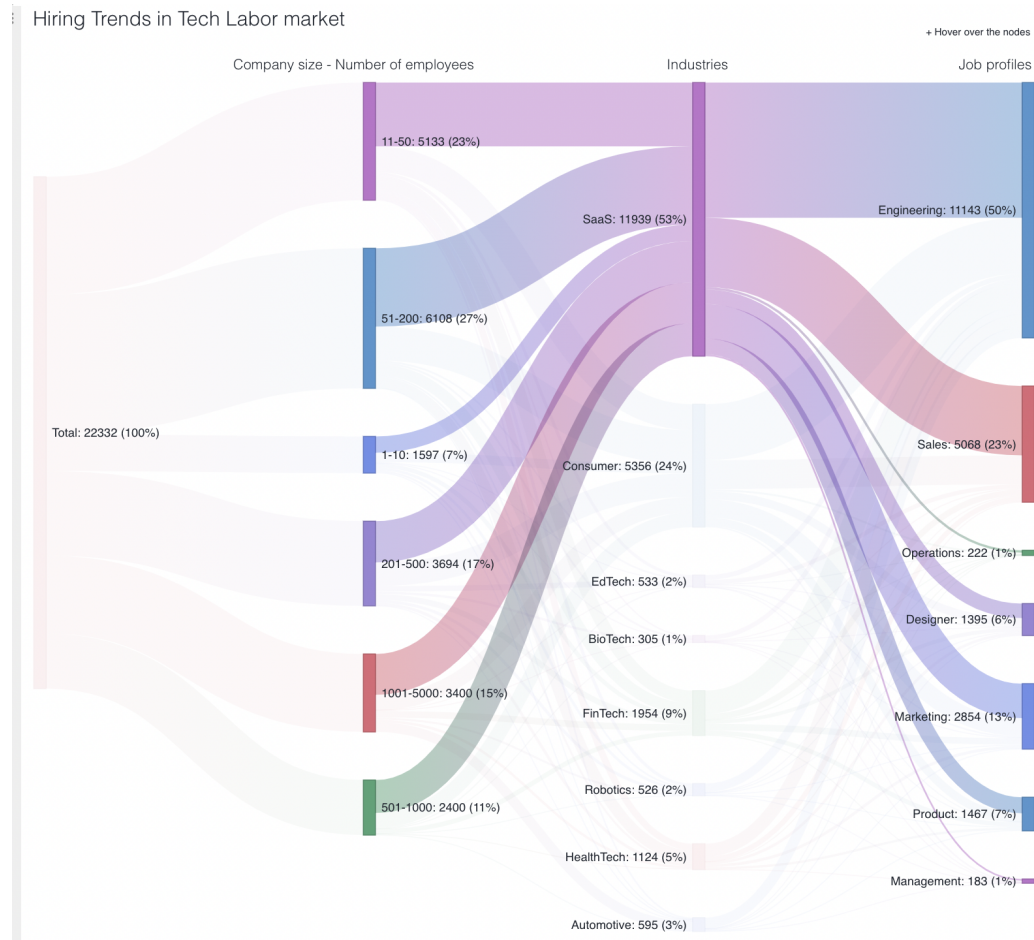 Hiring Trends in Tech Labor market
+ Hover over the nodes
Company size - Number of employees
Industries
Job profiles
Total: 22332 (100%)
11-50: 5133 (23%)
51-200: 6108 (27%)
1-10: 1597 (7%)
201-500: 3694 (17%)
1001-5000: 3400 (15%)
501-1000: 2400 (11%)
SaaS: 11939 (53%)
Consumer: 5356 (24%)
EdTech: 533 (2%)
BioTech: 305 (1%)
FinTech: 1954 (9%)
Robotics: 526 (2%)
HealthTech: 1124 (5%)
Automotive: 595 (3%)
Engineering: 11143 (50%)
Sales: 5068 (23%)
Operations: 222 (1%)
Designer: 1395 (6%)
Marketing: 2854 (13%)
Product: 1467 (7%)
Management: 183 (1%)